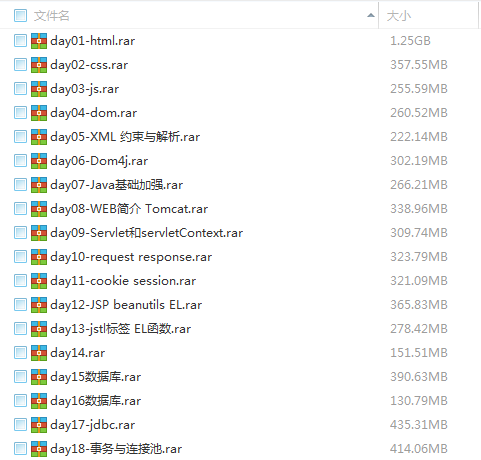 文件名 大小
day01-html.rar 1.25GB
day02-css.rar 357.55MB
day03-js.rar 255.59MB
day04-dom.rar 260.52MB
day05-XML 约束与解析.rar 222.14MB
day06-Dom4j.rar 302.19MB
day07-Java基础加强.rar 266.21MB
day08-WEB简介 Tomcat.rar 338.96MB
day09-Servlet和servletContext.rar 309.74MB
day10-request response.rar 323.79MB
day11-cookie session.rar 321.09MB
day12-JSP beanutils EL.rar 365.83MB
day13-jstl标签 EL函数.rar 278.42MB
day14.rar 151.51MB
day15数据库.rar 390.63MB
day16数据库.rar 130.79MB
day17-jdbc.rar 435.31MB
day18-事务与连接池.rar 414.06MB